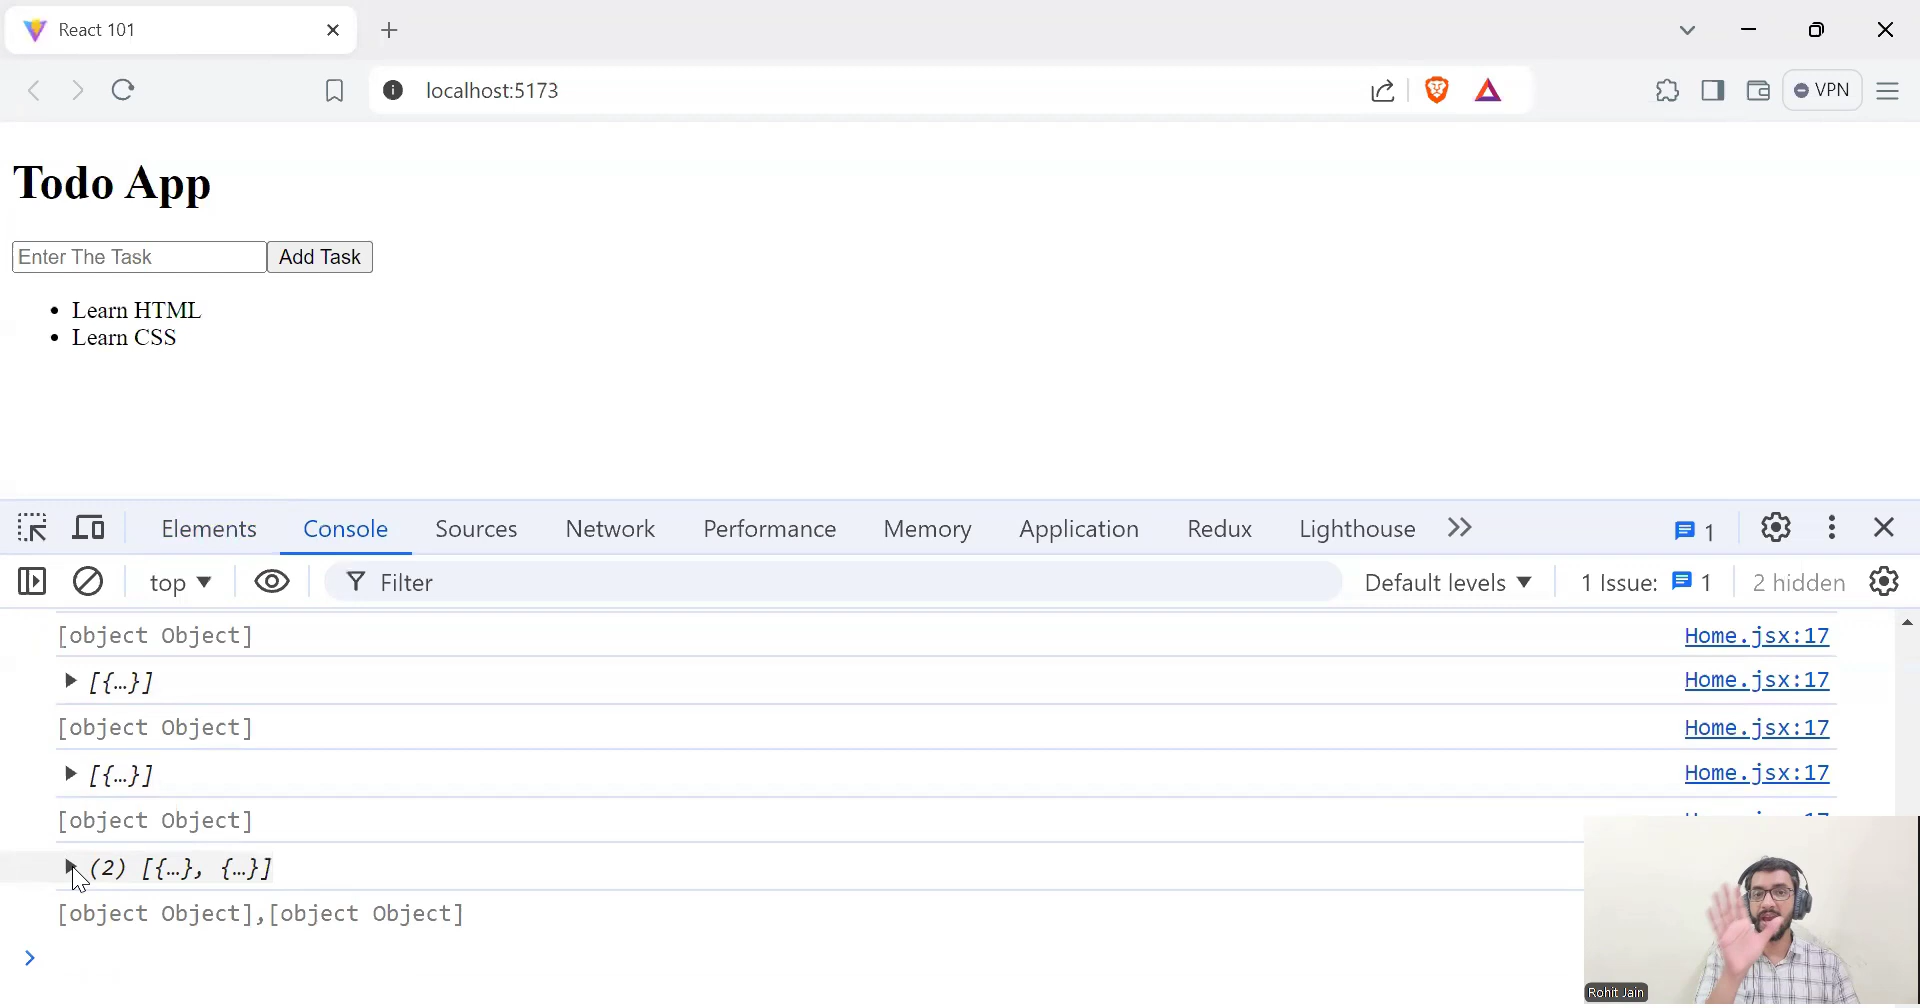 React 101
localhost:5173
VPN
Todo App
Enter The Task Add Task
Learn HTML
Learn CSS
Elements Console Sources Network Performance Memory Application Redux Lighthouse 1
top Filter Default levels 1 Issue: 1 2 hidden
[object Object] Home.jsx:17
[{…}] Home.jsx:17
[object Object] Home.jsx:17
[{…}] Home.jsx:17
[object Object]
(2) [{…}, {…}]
[object Object],[object Object]
Rohit Jain